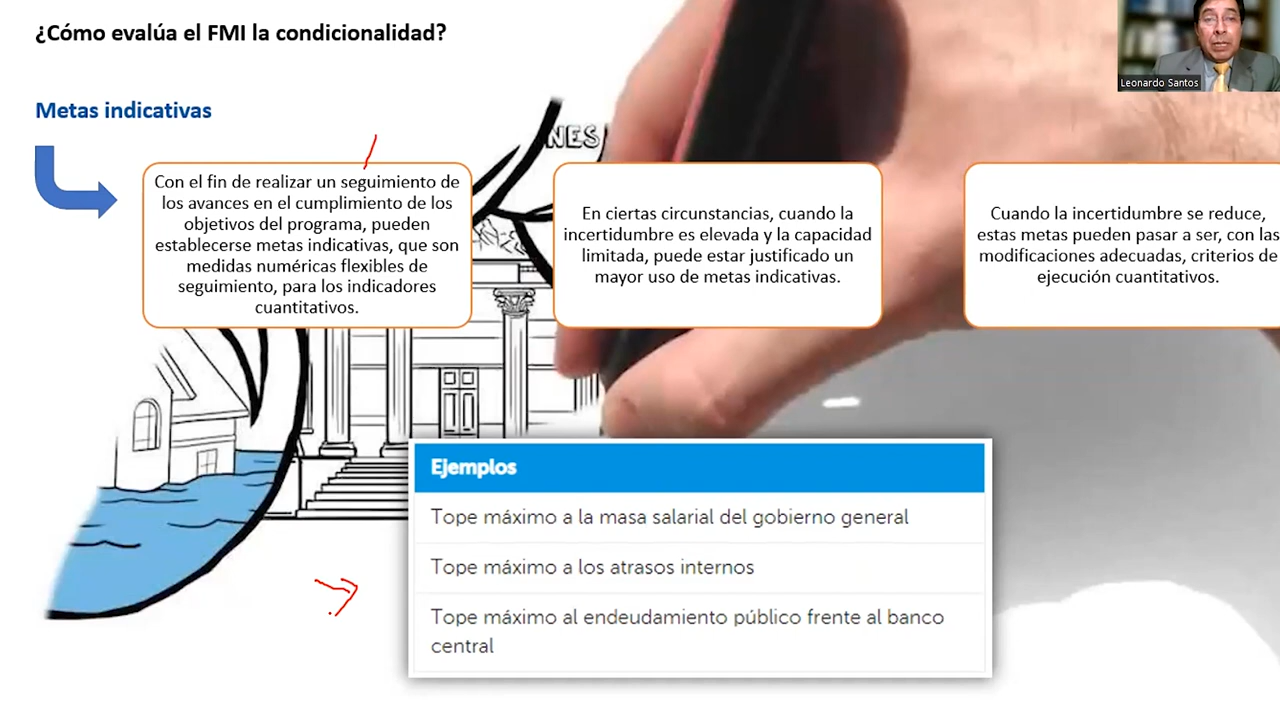 ¿Cómo evalúa el FMI la condicionalidad?
Leonardo Santos
Metas indicativas
NES
Con el fin de realizar un seguimiento de
los avances en el cumplimiento de los
objetivos del programa, pueden
establecerse metas indicativas, que son
medidas numéricas flexibles de
seguimiento, para los indicadores
cuantitativos.
En ciertas circunstancias, cuando la
incertidumbre es elevada y la capacidad
limitada, puede estar justificado un
mayor uso de metas indicativas.
Cuando la incertidumbre se reduce,
estas metas pueden pasar a ser, con las
modificaciones adecuadas, criterios de
ejecución cuantitativos.
Ejemplos
Tope máximo a la masa salarial del gobierno general
Tope máximo a los atrasos internos
Tope máximo al endeudamiento público frente al banco
central